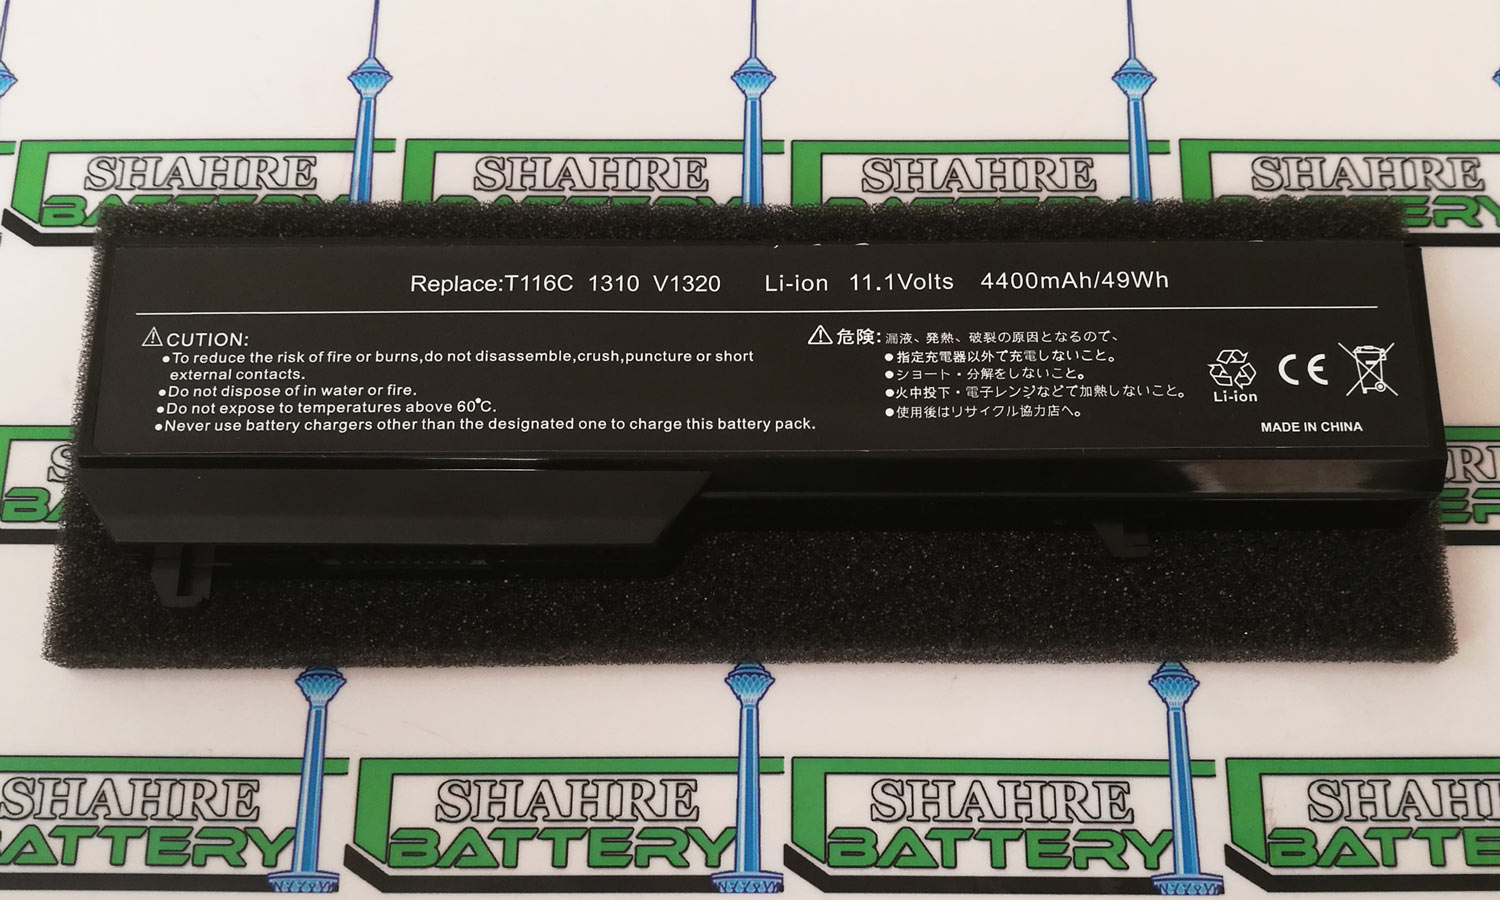 SHAHRE SHAHRE SHAHRE SHAHRE
BATTERY BATTERY BATTERY BATTERY
Replace:T116C 1310 V1320 Li-ion 11.1Volts 4400mAh/49Wh
⚠CUTION:
●To reduce the risk of fire or burns,do not disassemble,crush,puncture or short
external contacts.
●Do not dispose of in water or fire.
●Do not expose to temperatures above 60°C.
●Never use battery chargers other than the designated one to charge this battery pack.
⚠危険:漏液、発熱、破裂の原因となるので、
●指定充電器以外で充電しないこと。
●ショート・分解をしないこと。
●火中投下・電子レンジなどて加熱しないこと。
●使用後はリサイクル協力店へ。
Li-ion
CE
MADE IN CHINA
SHAHRE SHAHRE SHAHRE SHAH
BATTERY BATTERY BATTERY BATTE